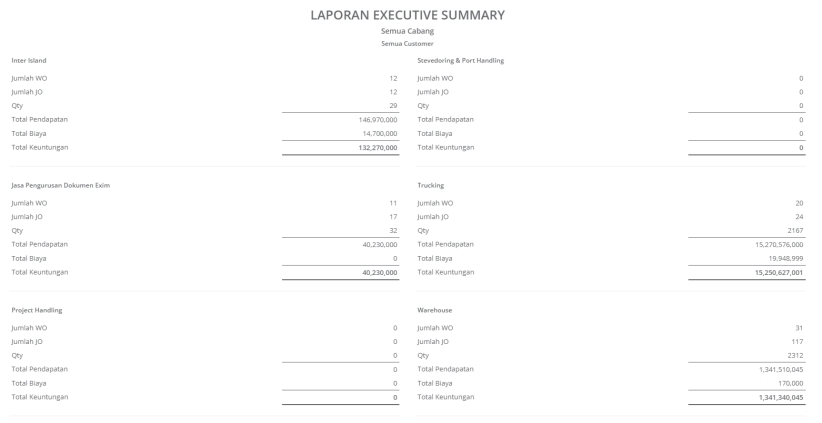 LAPORAN EXECUTIVE SUMMARY
Semua Cabang
Semua Customer
Inter Island
Jumlah WO 12
Jumlah JO 12
Qty 29
Total Pendapatan 146,970,000
Total Biaya 14,700,000
Total Keuntungan 132,270,000
Stevedoring & Port Handling
Jumlah WO 0
Jumlah JO 0
Qty 0
Total Pendapatan 0
Total Biaya 0
Total Keuntungan 0
Jasa Pengurusan Dokumen Exim
Jumlah WO 11
Jumlah JO 17
Qty 32
Total Pendapatan 40,230,000
Total Biaya 0
Total Keuntungan 40,230,000
Trucking
Jumlah WO 20
Jumlah JO 24
Qty 2167
Total Pendapatan 15,270,576,000
Total Biaya 19,948,999
Total Keuntungan 15,250,627,001
Project Handling
Jumlah WO 0
Jumlah JO 0
Qty 0
Total Pendapatan 0
Total Biaya 0
Total Keuntungan 0
Warehouse
Jumlah WO 31
Jumlah JO 117
Qty 2312
Total Pendapatan 1,341,510,045
Total Biaya 170,000
Total Keuntungan 1,341,340,045